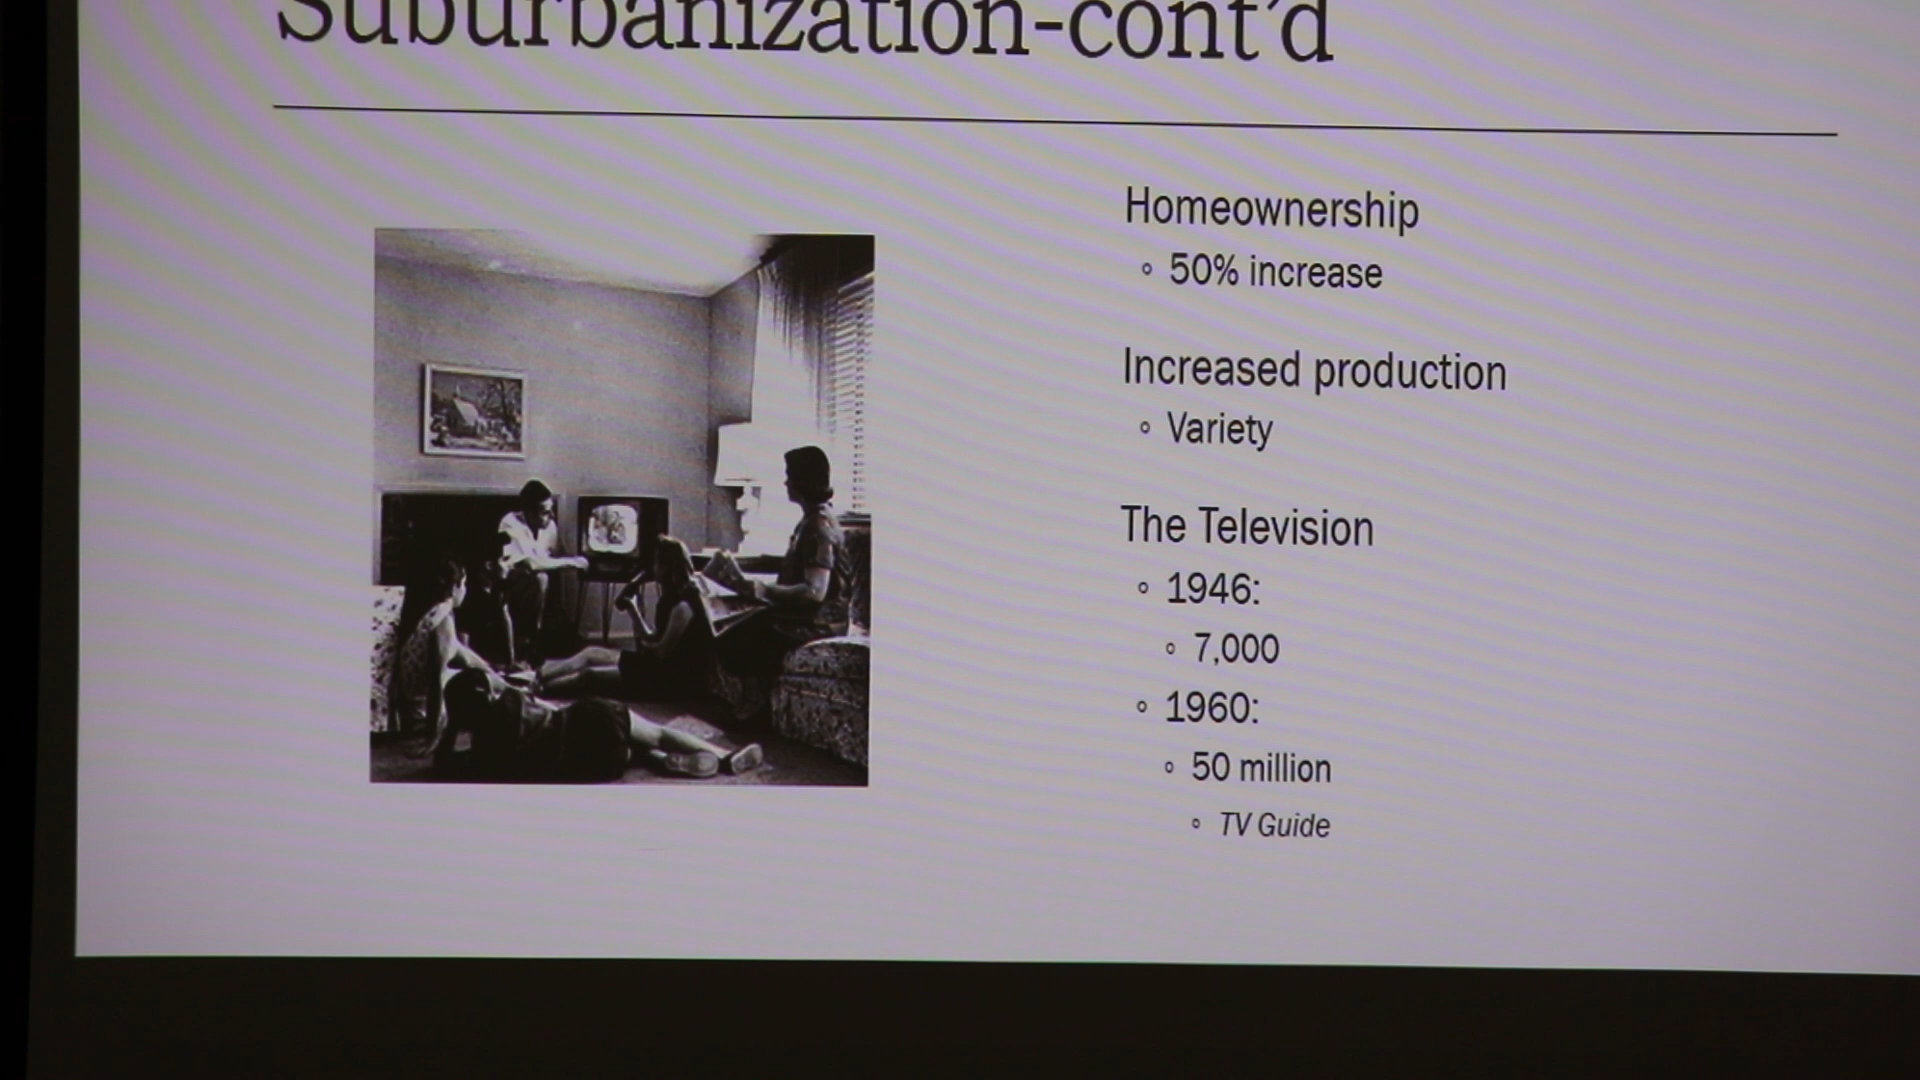 Suburbanization-cont'd
Homeownership
◦ 50% increase
Increased production
◦ Variety
The Television
◦ 1946:
◦ 7,000
◦ 1960:
◦ 50 million
◦ TV Guide